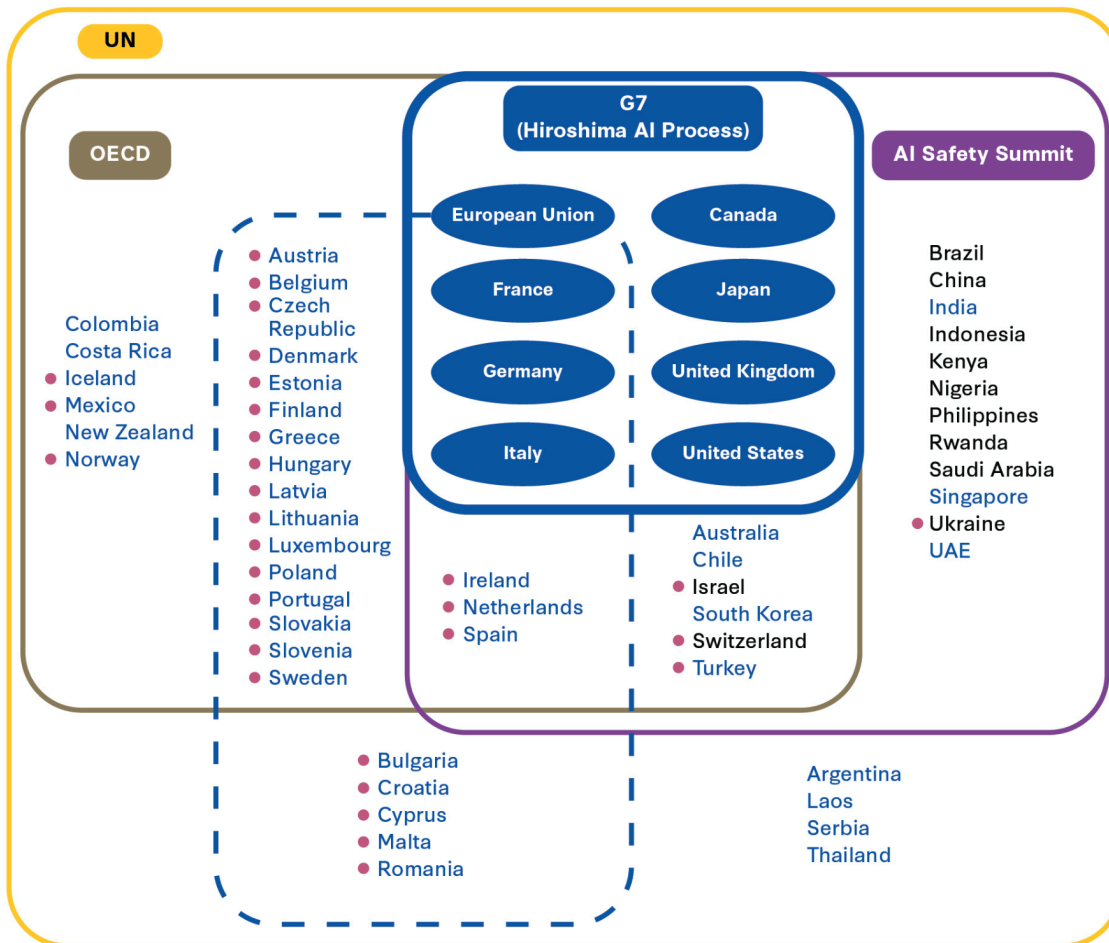 UN
OECD
G7
(Hiroshima AI Process)
AI Safety Summit
European Union
Canada
France
Japan
Germany
United Kingdom
Italy
United States
Colombia
Costa Rica
Iceland
Mexico
New Zealand
Norway
Austria
Belgium
Czech
Republic
Denmark
Estonia
Finland
Greece
Hungary
Latvia
Lithuania
Luxembourg
Poland
Portugal
Slovakia
Slovenia
Sweden
Ireland
Netherlands
Spain
Australia
Chile
Israel
South Korea
Switzerland
Turkey
Brazil
China
India
Indonesia
Kenya
Nigeria
Philippines
Rwanda
Saudi Arabia
Singapore
Ukraine
UAE
Bulgaria
Croatia
Cyprus
Malta
Romania
Argentina
Laos
Serbia
Thailand